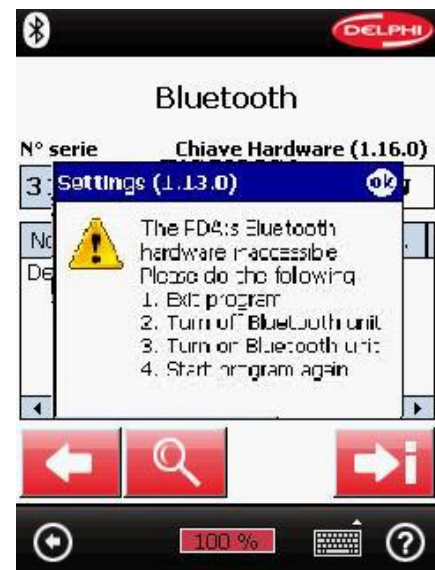 DELPHI
Bluetooth
N° serie Chiave Hardware (1.16.0)
3
Settings (1.13.0) ok
The PDA:s Bluetooth
hardware inaccessible
Please do the following
1. Exit program
2. Turn off Bluetooth unit
3. Turn on Bluetooth unit
4. Start program again
De
100 %
i
?